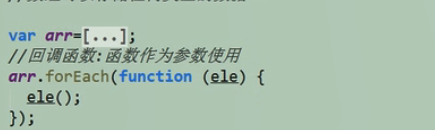 var arr=[...];
//回调函数:函数作为参数使用
arr.forEach(function (ele) {
  ele();
});